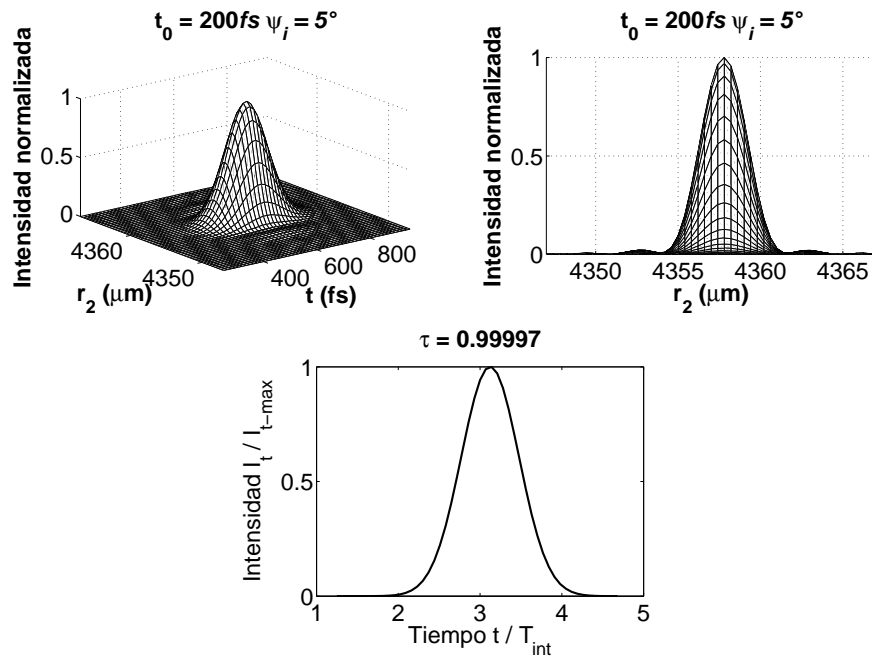 t0 = 200fs ψi = 5°
Intensidad normalizada
1
0.5
0
4360
4350
400
600
800
r2 (μm)
t (fs)
t0 = 200fs ψi = 5°
Intensidad normalizada
1
0.5
0
4350
4355
4360
4365
r2 (μm)
τ = 0.99997
Intensidad It / It−max
1
0.5
0
1
2
3
4
5
Tiempo t / Tint